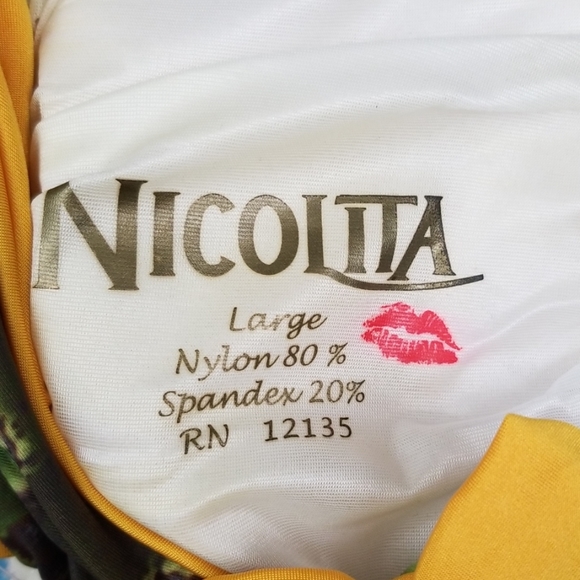 NICOLITA
Large
Nylon 80 %
Spandex 20%
RN 12135